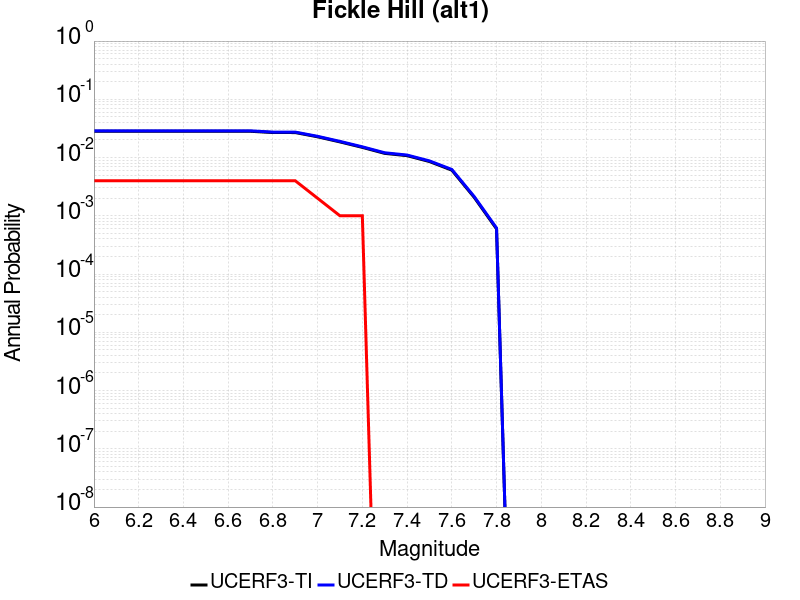 Fickle Hill (alt1)
10^0
10^-1
10^-2
10^-3
10^-4
10^-5
10^-6
10^-7
10^-8
Annual Probability
6 6.2 6.4 6.6 6.8 7 7.2 7.4 7.6 7.8 8 8.2 8.4 8.6 8.8 9
Magnitude
UCERF3-TI UCERF3-TD UCERF3-ETAS